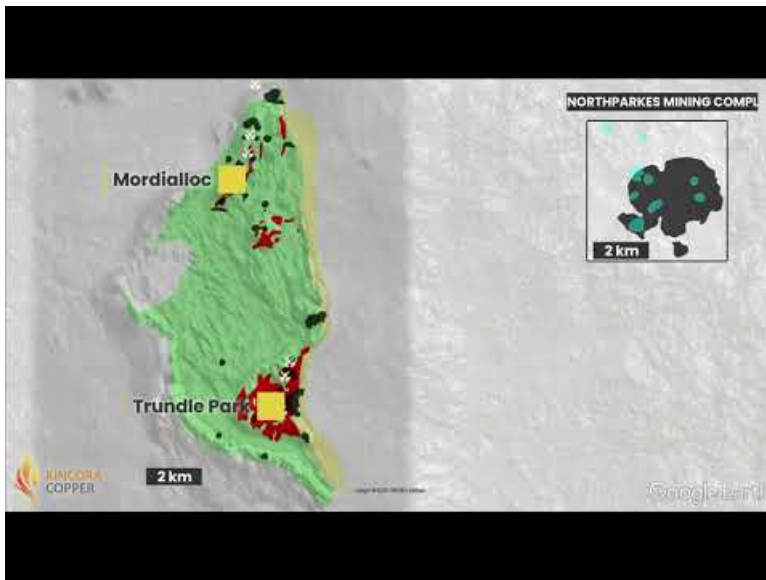 NORTHPARKES MINING COMPL
Mordialloc
2 km
Trundle Park
KINCORA
COPPER
2 km
Google Earth